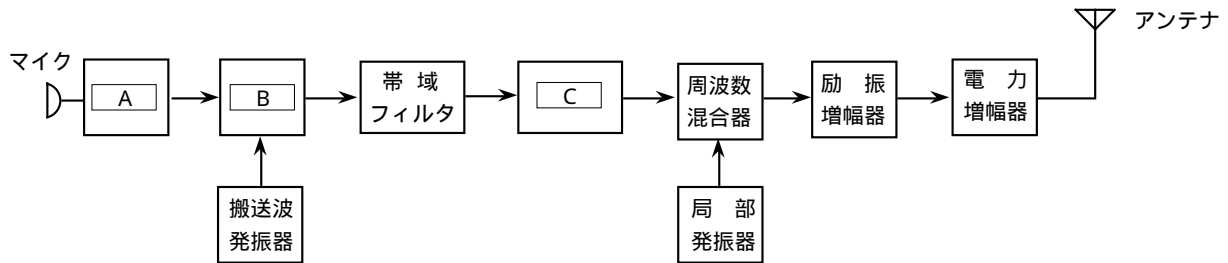 アンテナ
マイク
A
B
帯 域
フィルタ
C
周波数
混合器
励 振
増幅器
電 力
増幅器
搬送波
発振器
局 部
発振器